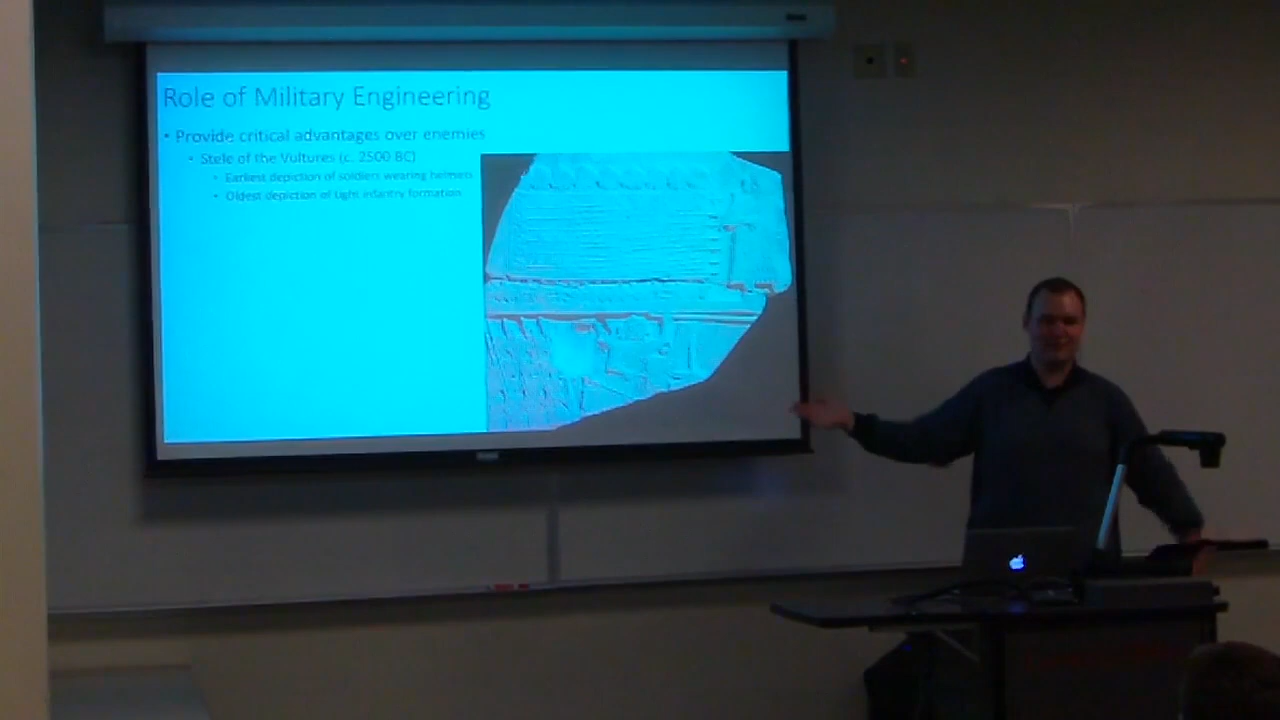 Role of Military Engineering
• Provide critical advantages over enemies
• Stele of the Vultures (c. 2500 BC)
• Earliest depiction of soldiers wearing helmets
• Oldest depiction of tight infantry formation